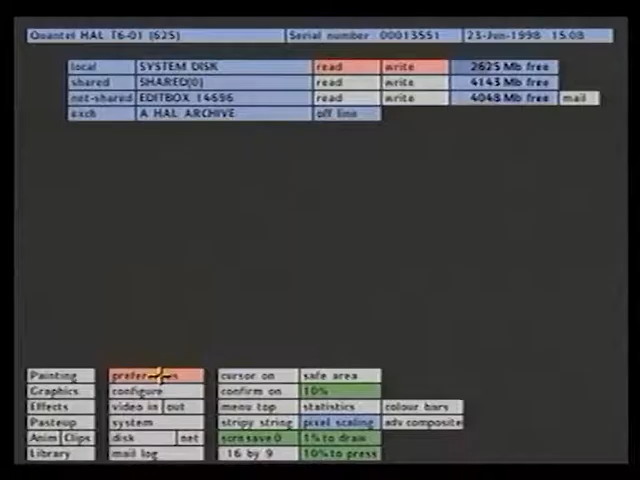 Quantel HAL T6-01 (625) Serial number 00013551 23-Jun-1998 15:08
local SYSTEM DISK read write 2625 Mb free
shared SHARED(0) read write 4143 Mb free
net-shared EDITBOX 14696 read write 4048 Mb free mail
exch A HAL ARCHIVE off line
Painting cursor on safe area
Graphics configure confirm on 10%
Effects video in out menu top statistics colour bars
Pasteup system stripy string pixel scaling adv composite
Anim Clips disk net scrn save 0 1% to draw
Library mail log 16 by 9 10% to press